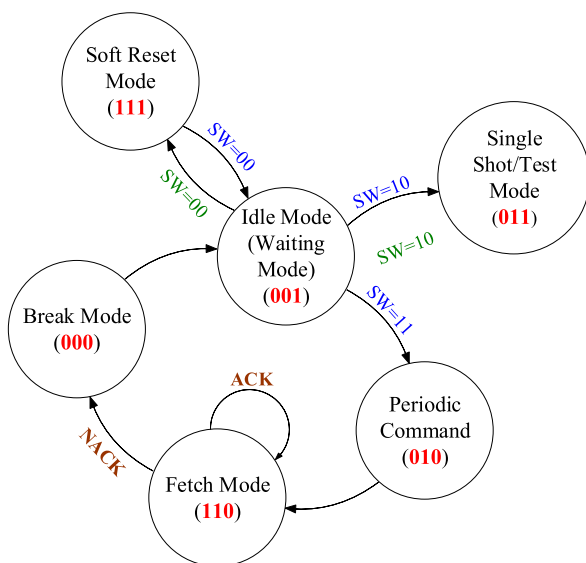 Soft Reset
Mode
(111)
SW=00
SW=00
Single
Shot/Test
Mode
(011)
SW=10
SW=10
Idle Mode
(Waiting
Mode)
(001)
SW=11
Break Mode
(000)
ACK
Periodic
Command
(010)
NACK
Fetch Mode
(110)